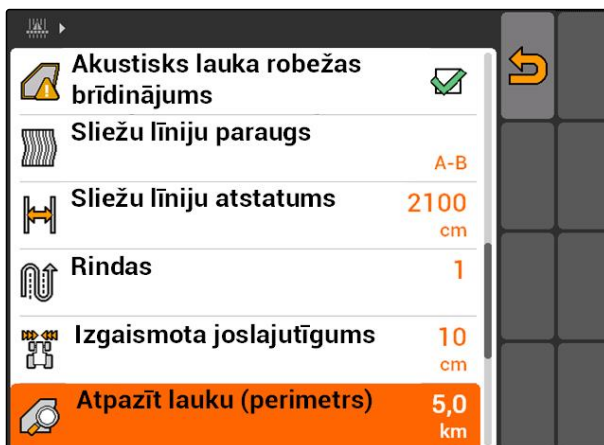 Akustisks lauka robežas
brīdinājums
Sliežu līniju paraugs
A-B
Sliežu līniju atstatums
2100
cm
Rindas
1
Izgaismota joslajutīgums
10
cm
Atpazīt lauku (perimetrs)
5,0
km